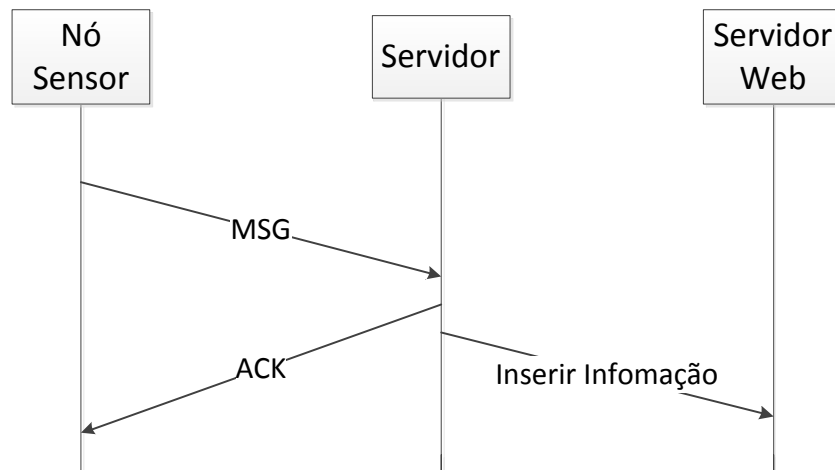 Nó
Sensor
Servidor
Servidor
Web
MSG
ACK
Inserir Infomação